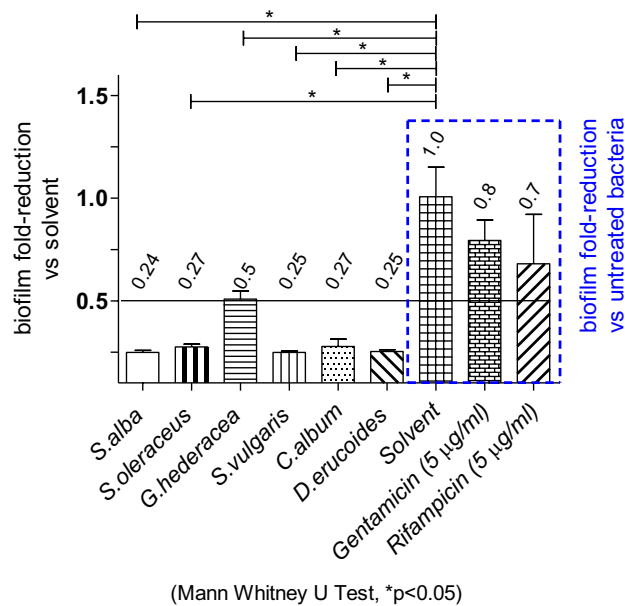 *
*
*
*
*
*
biofilm fold-reduction
vs solvent
1.5
1.0
0.5
0.24
0.27
0.5
0.25
0.27
0.25
1.0
0.8
0.7
biofilm fold-reduction
vs untreated bacteria
S.alba
S.oleraceus
G.hederacea
S.vulgaris
C.album
D.erucoides
Solvent
Gentamicin (5 µg/ml)
Rifampicin (5 µg/ml)
(Mann Whitney U Test, *p<0.05)